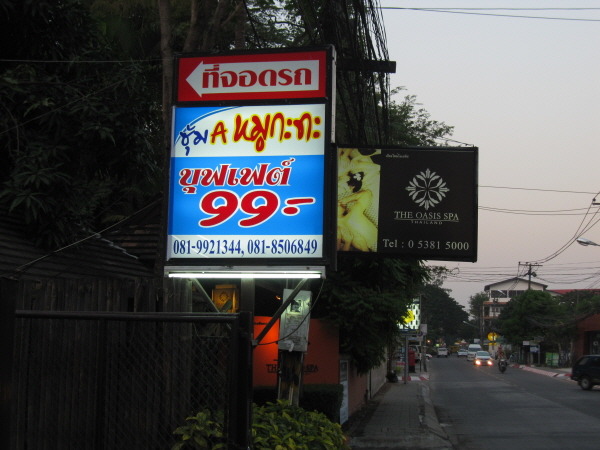 ที่จอดรถ
ซุ้ม A หมูกะทะ
บุฟเฟต์
99.-
081-9921344, 081-8506849
THE OASIS SPA
THAILAND
Tel : 0 5381 5000